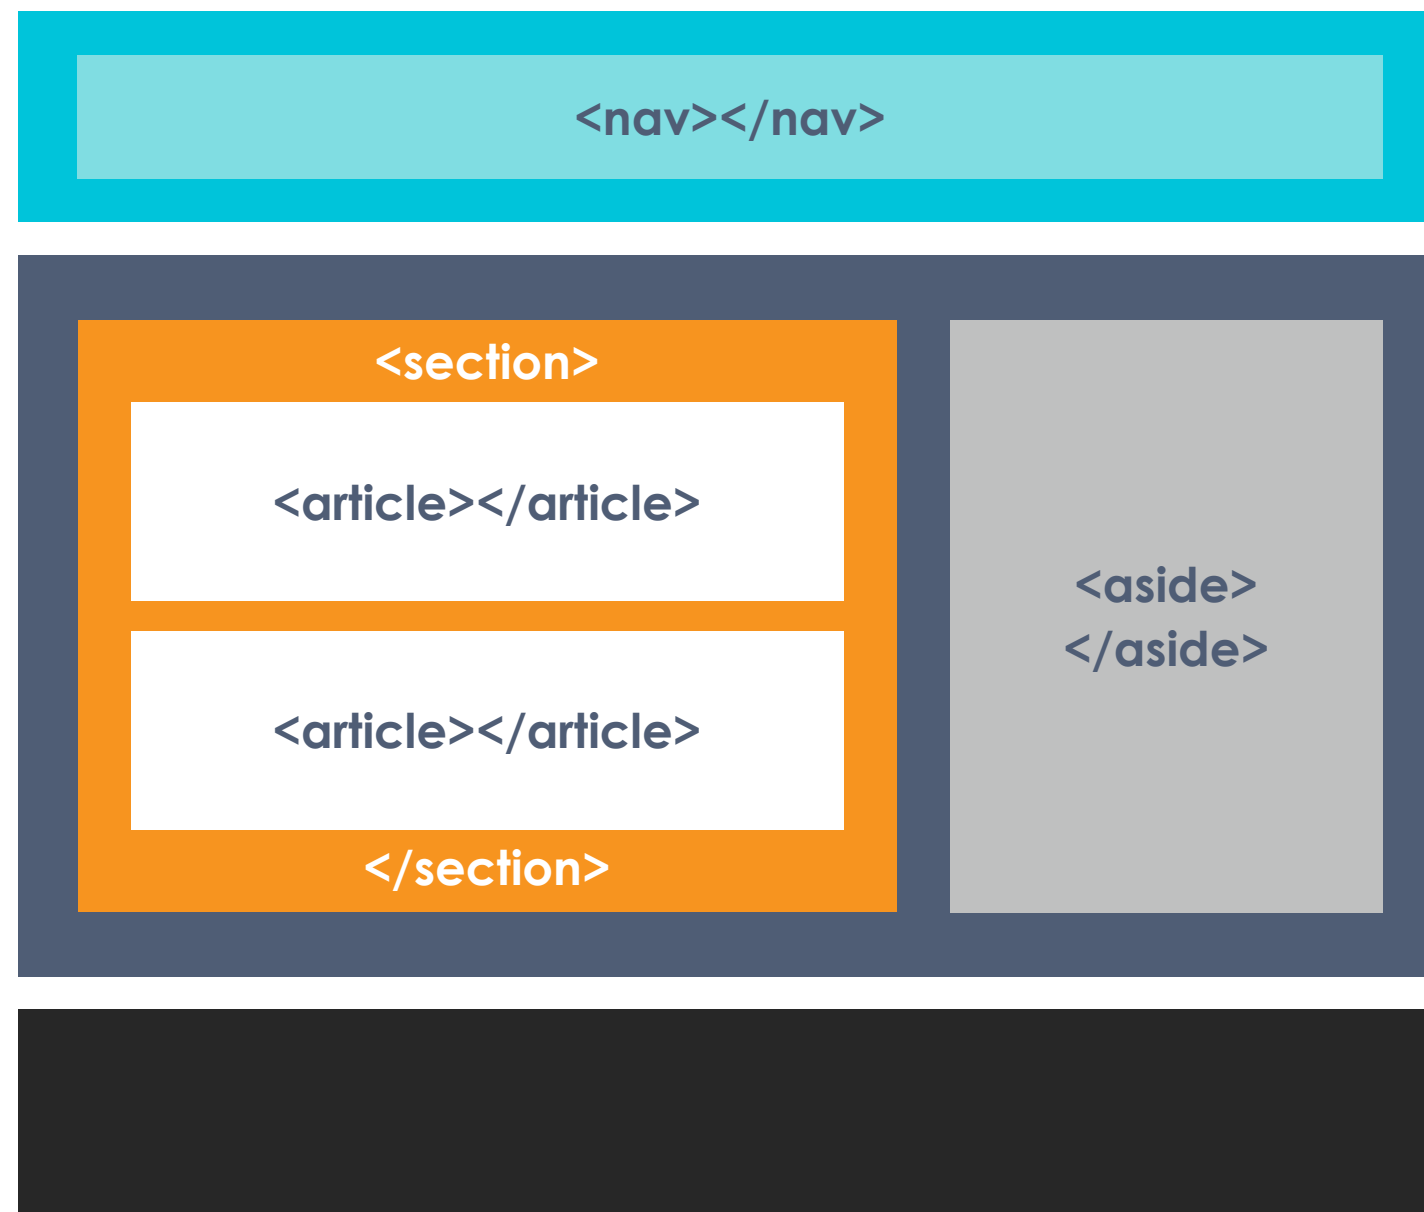 <nav></nav>
<section>
<article></article>
<article></article>
</section>
<aside>
</aside>